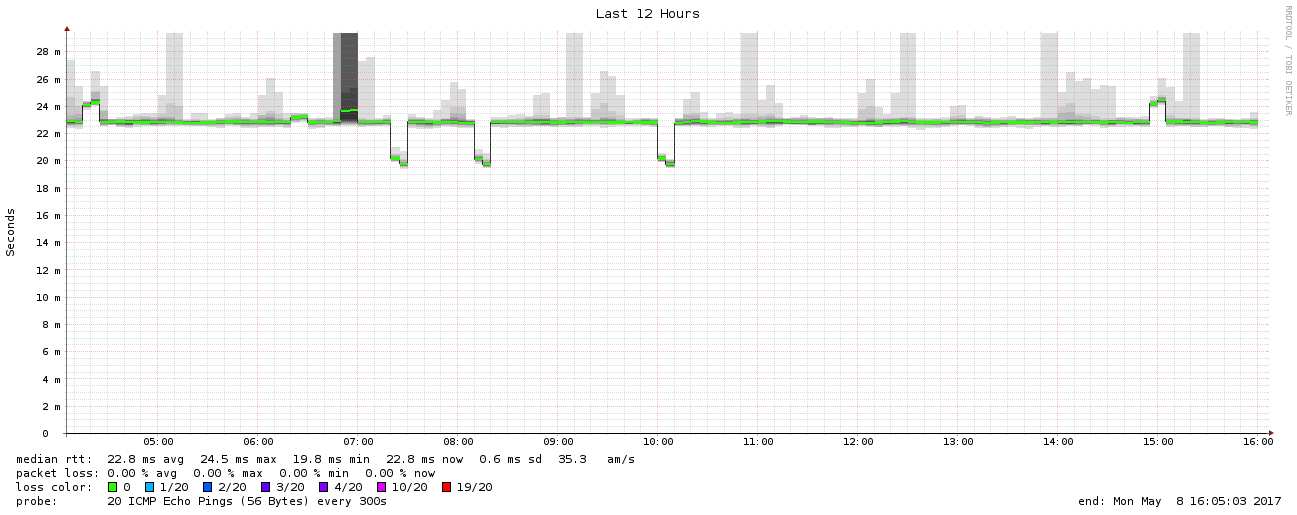 Last 12 Hours
RRDTOOL / TOBI OETIKER
Seconds
28 m
26 m
24 m
22 m
20 m
18 m
16 m
14 m
12 m
10 m
8 m
6 m
4 m
2 m
0
05:00 06:00 07:00 08:00 09:00 10:00 11:00 12:00 13:00 14:00 15:00 16:00
median rtt: 22.8 ms avg 24.5 ms max 19.8 ms min 22.8 ms now 0.6 ms sd 35.3 am/s
packet loss: 0.00 % avg 0.00 % max 0.00 % min 0.00 % now
loss color: 0 1/20 2/20 3/20 4/20 10/20 19/20
probe: 20 ICMP Echo Pings (56 Bytes) every 300s end: Mon May 8 16:05:03 2017